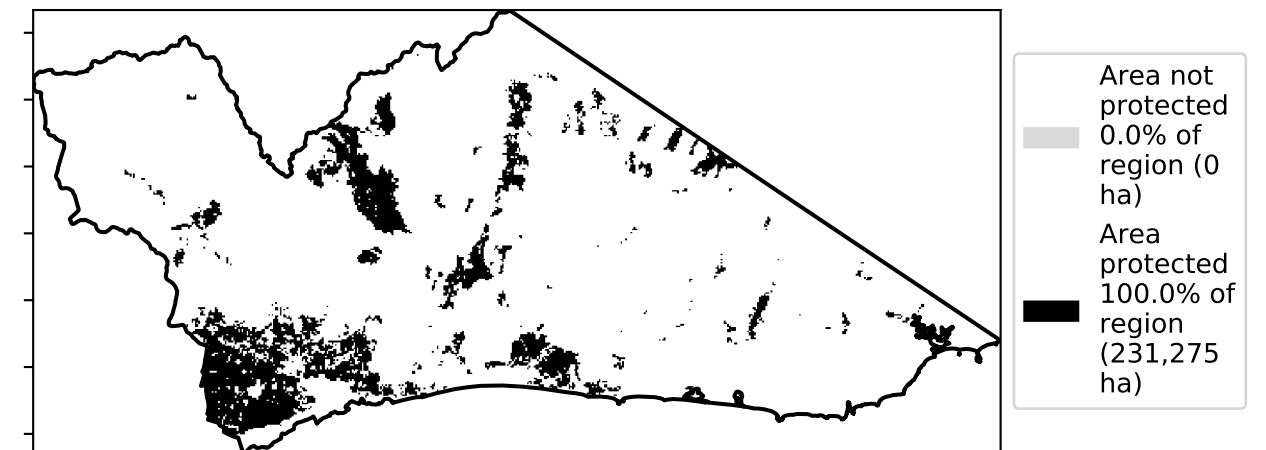 Area not
protected
0.0% of
region (0
ha)
Area
protected
100.0% of
region
(231,275
ha)